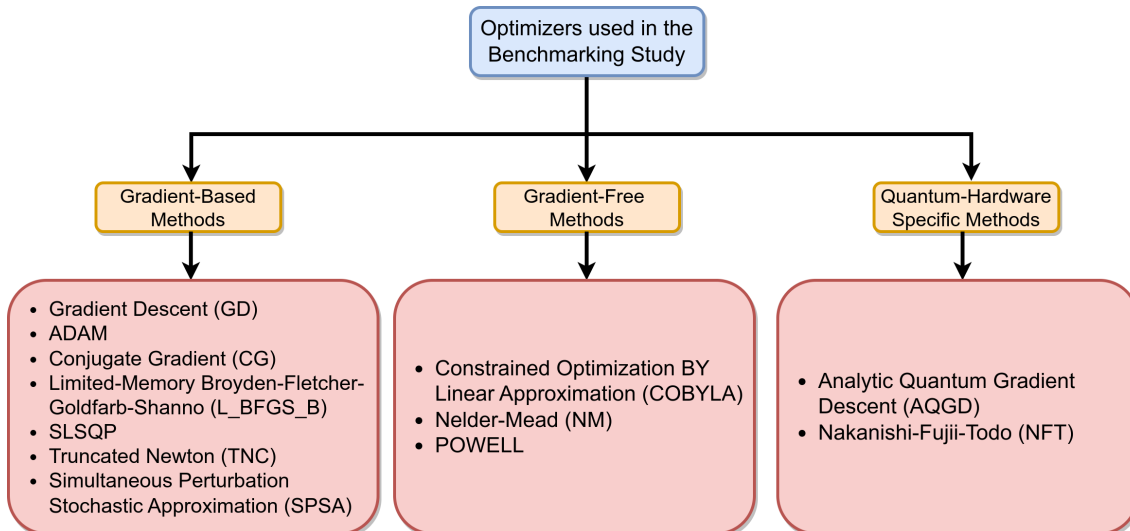 Optimizers used in the
Benchmarking Study
Gradient-Based
Methods
Gradient-Free
Methods
Quantum-Hardware
Specific Methods
• Gradient Descent (GD)
• ADAM
• Conjugate Gradient (CG)
• Limited-Memory Broyden-Fletcher-
Goldfarb-Shanno (L_BFGS_B)
• SLSQP
• Truncated Newton (TNC)
• Simultaneous Perturbation
Stochastic Approximation (SPSA)
• Constrained Optimization BY
Linear Approximation (COBYLA)
• Nelder-Mead (NM)
• POWELL
• Analytic Quantum Gradient
Descent (AQGD)
• Nakanishi-Fujii-Todo (NFT)